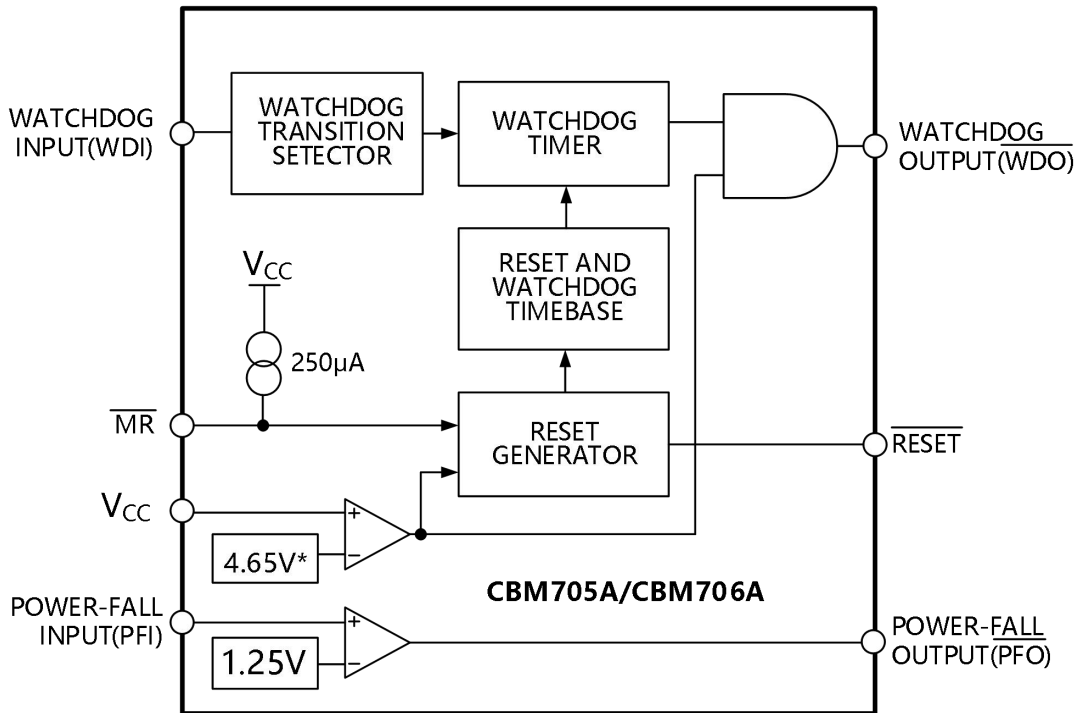 WATCHDOG
INPUT(WDI)
WATCHDOG
TRANSITION
SETECTOR
WATCHDOG
TIMER
WATCHDOG
OUTPUT(WDO)
RESET AND
WATCHDOG
TIMEBASE
VCC
250µA
MR
RESET
GENERATOR
RESET
VCC
+
−
4.65V*
CBM705A/CBM706A
POWER-FALL
INPUT(PFI)
+
−
1.25V
POWER-FALL
OUTPUT(PFO)